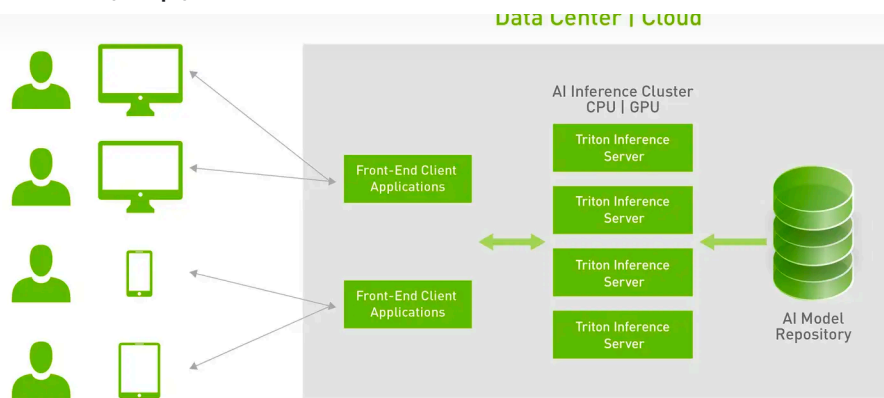 Data Center | Cloud
AI Inference Cluster
CPU | GPU
Front-End Client
Applications
Front-End Client
Applications
Triton Inference
Server
Triton Inference
Server
Triton Inference
Server
Triton Inference
Server
AI Model
Repository